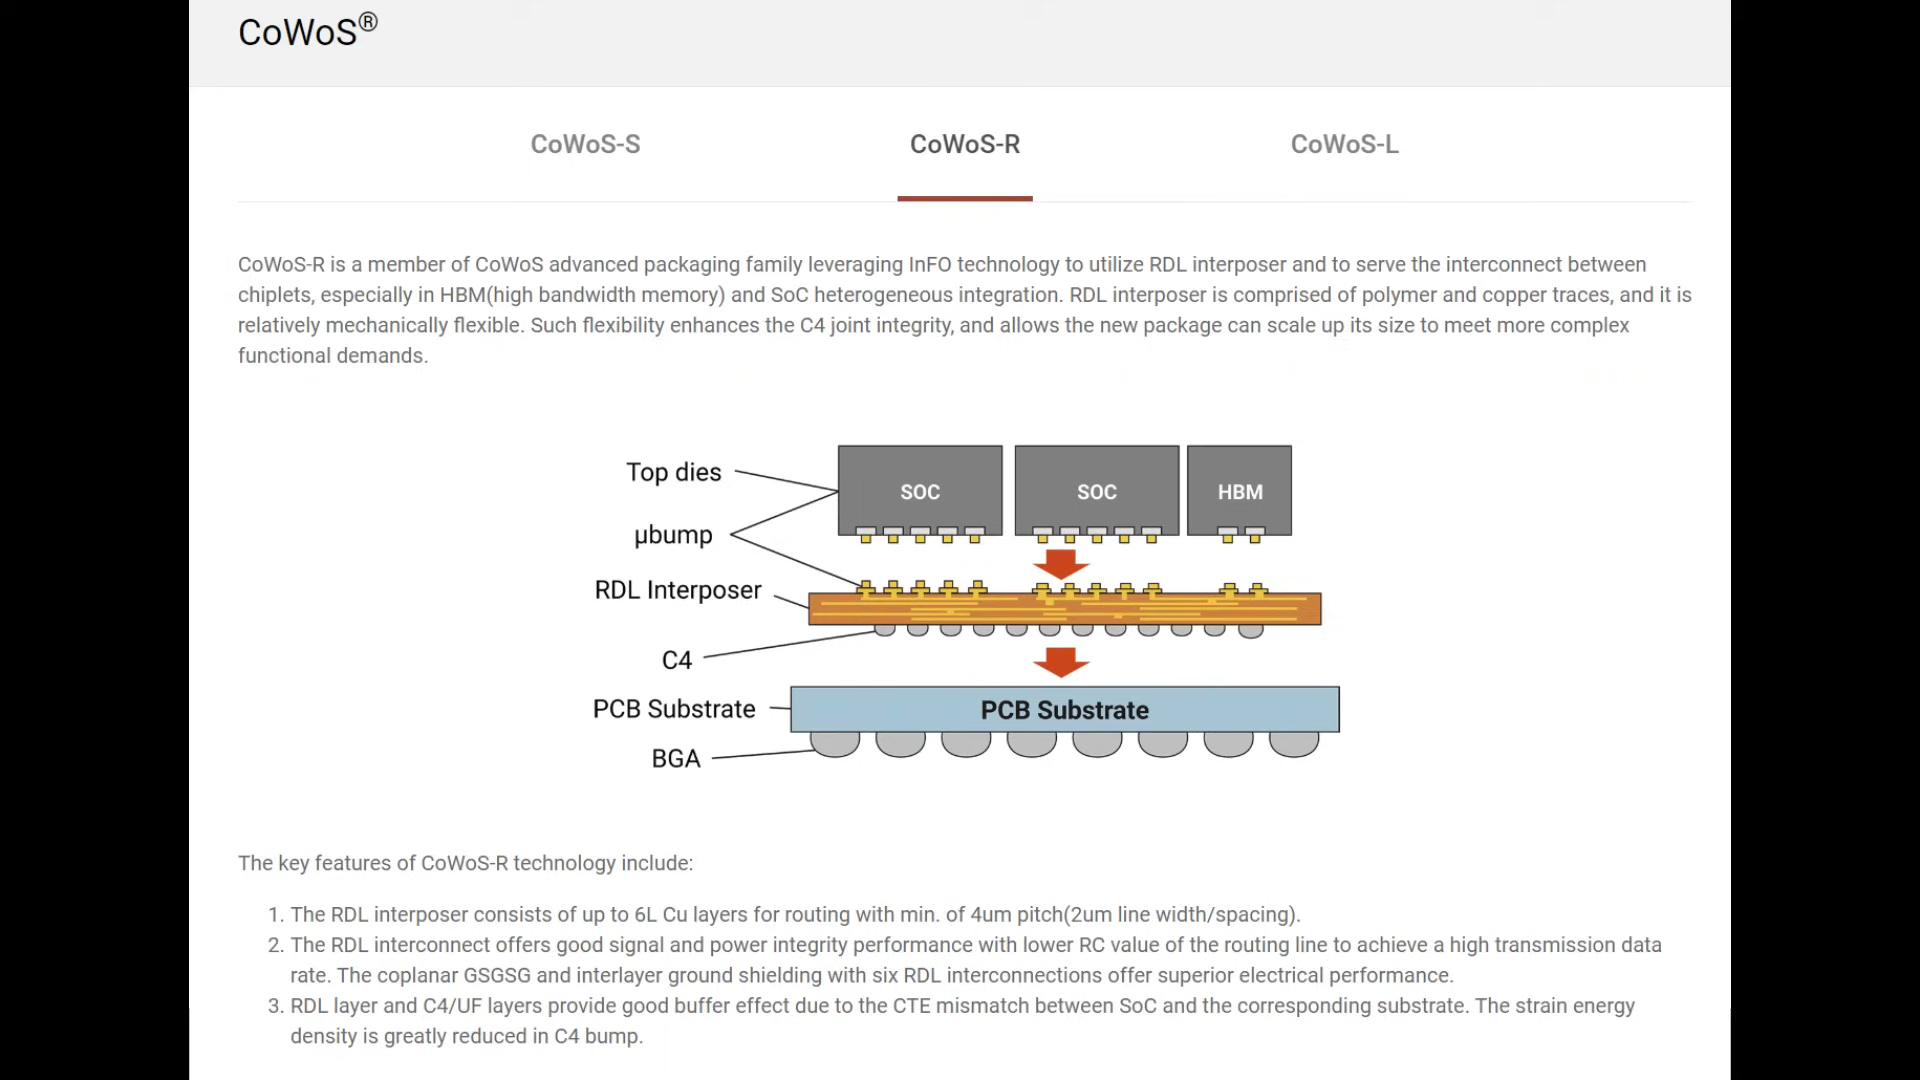 CoWoS®
CoWoS-S
CoWoS-R
CoWoS-L
CoWoS-R is a member of CoWoS advanced packaging family leveraging InFO technology to utilize RDL interposer and to serve the interconnect between
chiplets, especially in HBM(high bandwidth memory) and SoC heterogeneous integration. RDL interposer is comprised of polymer and copper traces, and it is
relatively mechanically flexible. Such flexibility enhances the C4 joint integrity, and allows the new package can scale up its size to meet more complex
functional demands.
Top dies
SOC
SOC
HBM
µbump
RDL Interposer
C4
PCB Substrate
PCB Substrate
BGA
The key features of CoWoS-R technology include:
1. The RDL interposer consists of up to 6L Cu layers for routing with min. of 4um pitch(2um line width/spacing).
2. The RDL interconnect offers good signal and power integrity performance with lower RC value of the routing line to achieve a high transmission data
rate. The coplanar GSGSG and interlayer ground shielding with six RDL interconnections offer superior electrical performance.
3. RDL layer and C4/UF layers provide good buffer effect due to the CTE mismatch between SoC and the corresponding substrate. The strain energy
density is greatly reduced in C4 bump.